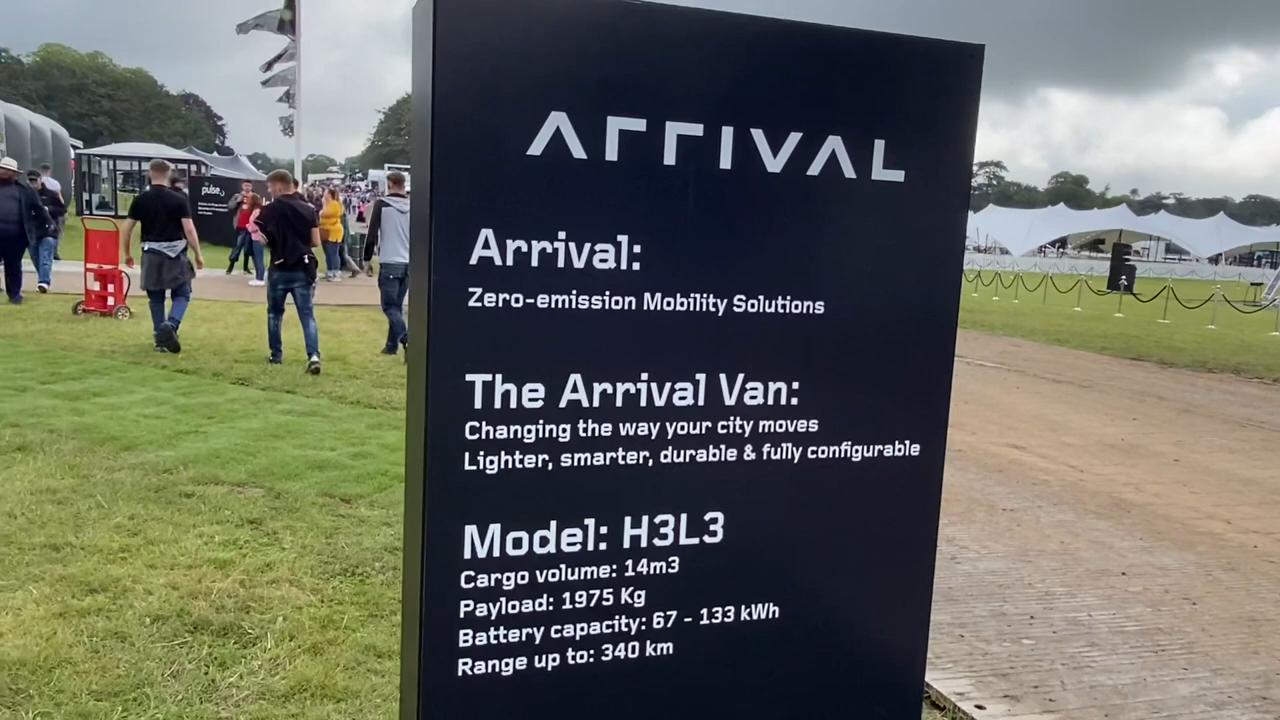 ARRIVAL
Arrival:
Zero-emission Mobility Solutions
The Arrival Van:
Changing the way your city moves
Lighter, smarter, durable & fully configurable
Model: H3L3
Cargo volume: 14m3
Payload: 1975 Kg
Battery capacity: 67 - 133 kWh
Range up to: 340 km
pulse